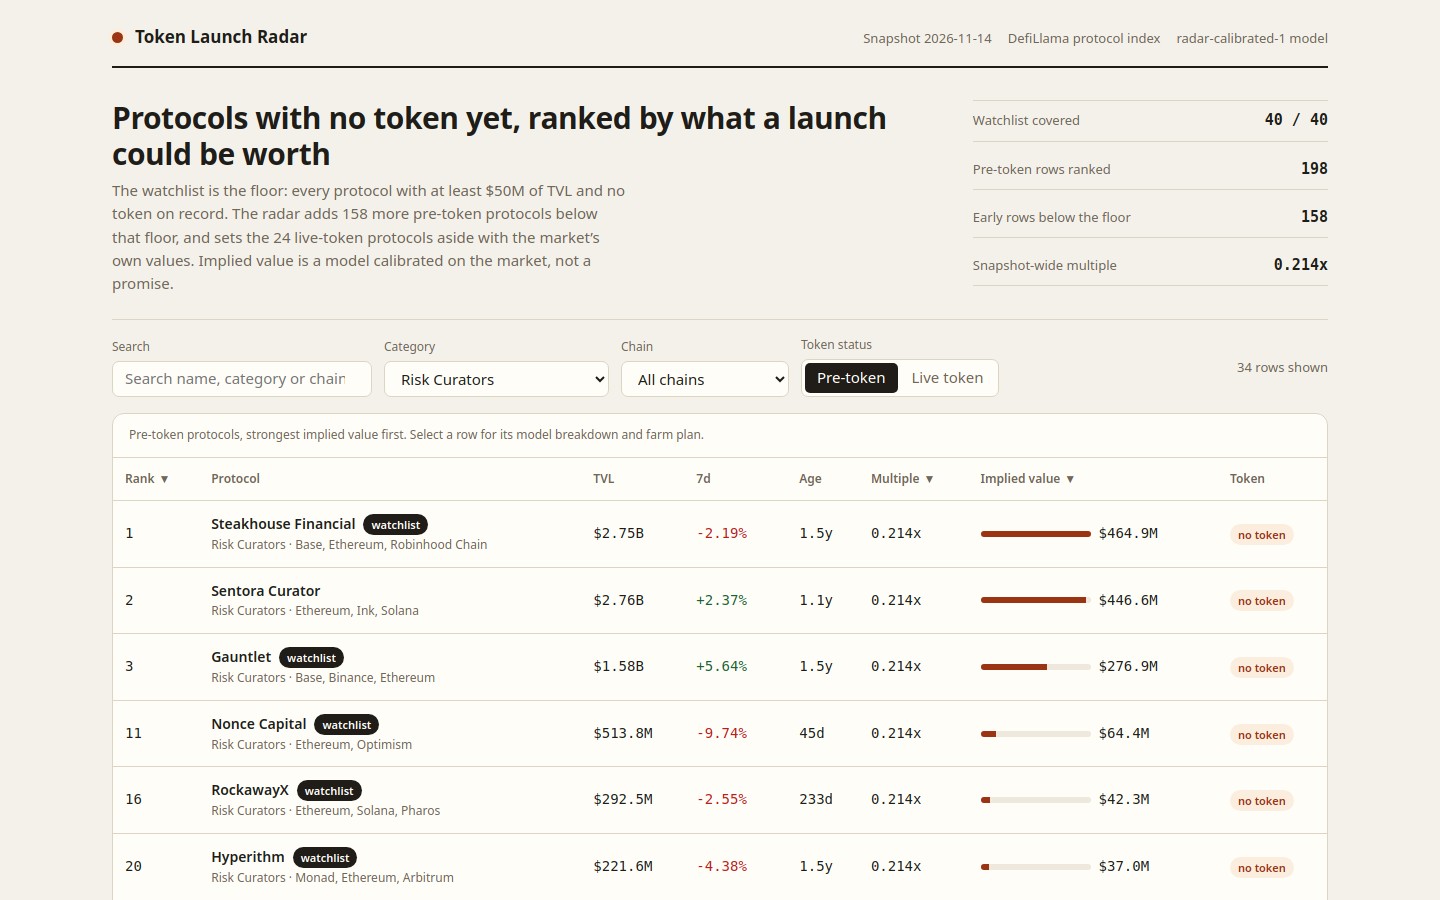 Token Launch Radar
Snapshot 2026-11-14 DefiLlama protocol index radar-calibrated-1 model
Protocols with no token yet, ranked by what a launch
could be worth
The watchlist is the floor: every protocol with at least $50M of TVL and no
token on record. The radar adds 158 more pre-token protocols below
that floor, and sets the 24 live-token protocols aside with the market’s
own values. Implied value is a model calibrated on the market, not a
promise.
Watchlist covered 40 / 40
Pre-token rows ranked 198
Early rows below the floor 158
Snapshot-wide multiple 0.214x
Search Category Chain Token status
Search name, category or chain Risk Curators All chains Pre-token Live token 34 rows shown
Pre-token protocols, strongest implied value first. Select a row for its model breakdown and farm plan.
Rank ▼ Protocol TVL 7d Age Multiple ▼ Implied value ▼ Token
1 Steakhouse Financial watchlist $2.75B -2.19% 1.5y 0.214x $464.9M no token
Risk Curators · Base, Ethereum, Robinhood Chain
2 Sentora Curator $2.76B +2.37% 1.1y 0.214x $446.6M no token
Risk Curators · Ethereum, Ink, Solana
3 Gauntlet watchlist $1.58B +5.64% 1.5y 0.214x $276.9M no token
Risk Curators · Base, Binance, Ethereum
11 Nonce Capital watchlist $513.8M -9.74% 45d 0.214x $64.4M no token
Risk Curators · Ethereum, Optimism
16 RockawayX watchlist $292.5M -2.55% 233d 0.214x $42.3M no token
Risk Curators · Ethereum, Solana, Pharos
20 Hyperithm watchlist $221.6M -4.38% 1.5y 0.214x $37.0M no token
Risk Curators · Monad, Ethereum, Arbitrum